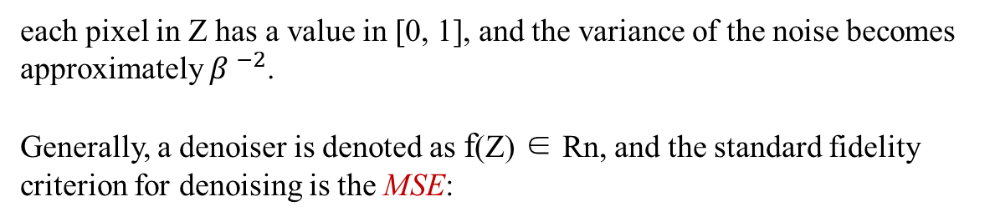 each pixel in Z has a value in [0, 1], and the variance of the noise becomes
approximately β ⁻².
Generally, a denoiser is denoted as f(Z) ∈ Rn, and the standard fidelity
criterion for denoising is the MSE: